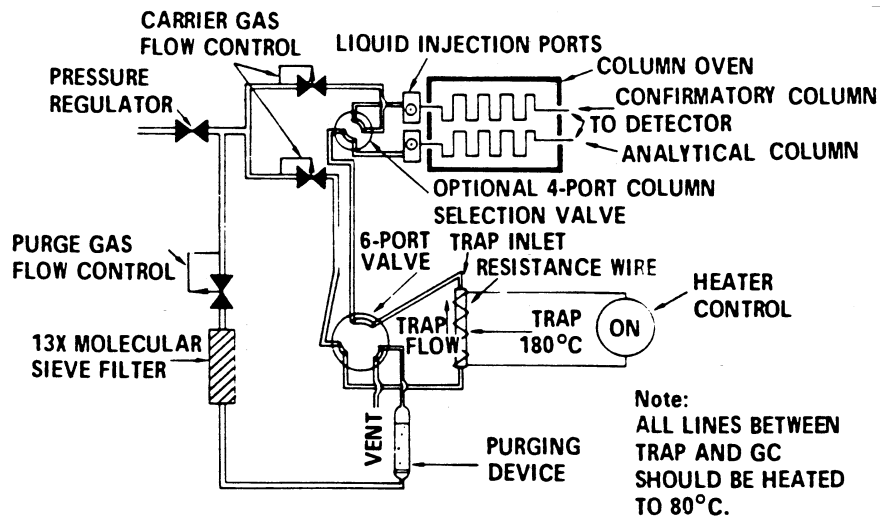 CARRIER GAS
FLOW CONTROL
LIQUID INJECTION PORTS
PRESSURE
REGULATOR
COLUMN OVEN
CONFIRMATORY COLUMN
TO DETECTOR
ANALYTICAL COLUMN
OPTIONAL 4-PORT COLUMN
SELECTION VALVE
PURGE GAS
FLOW CONTROL
6-PORT
VALVE
TRAP INLET
RESISTANCE WIRE
HEATER
CONTROL
TRAP
FLOW
TRAP
180°C
ON
13X MOLECULAR
SIEVE FILTER
VENT
PURGING
DEVICE
Note:
ALL LINES BETWEEN
TRAP AND GC
SHOULD BE HEATED
TO 80°C.